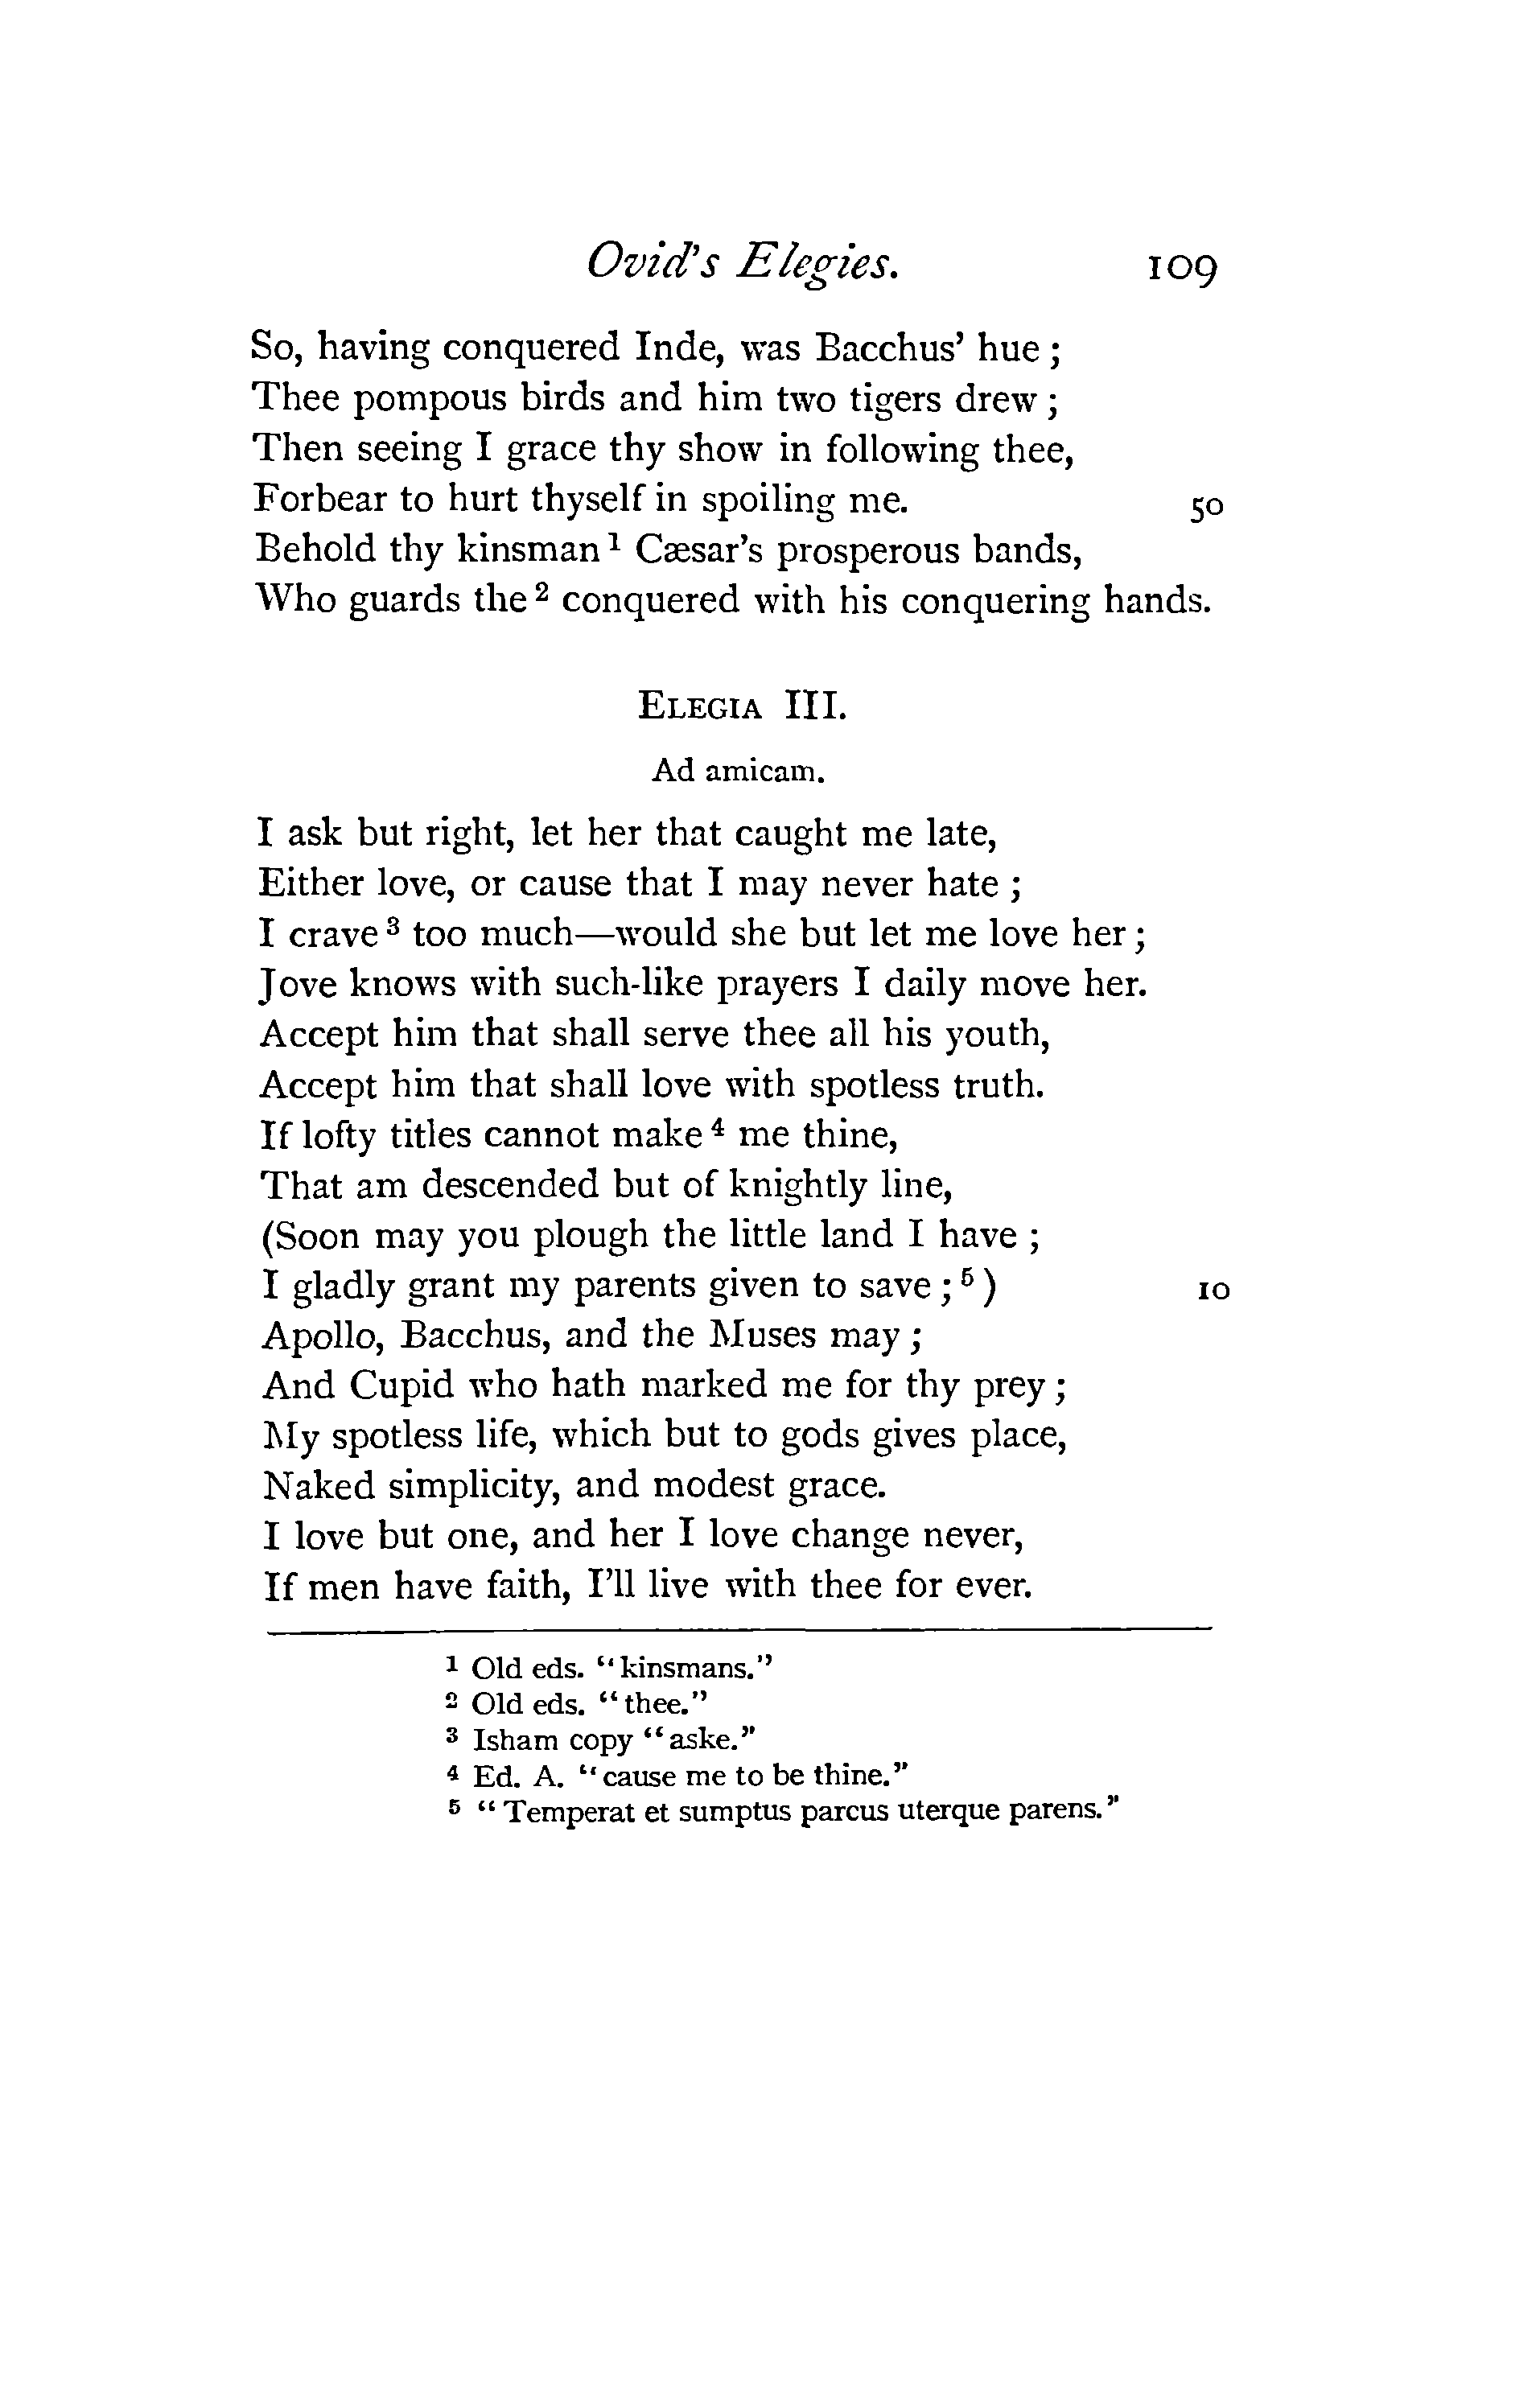 Ovid's Elegies. 109
So, having conquered Inde, was Bacchus' hue ;
Thee pompous birds and him two tigers drew ;
Then seeing I grace thy show in following thee,
Forbear to hurt thyself in spoiling me. 50
Behold thy kinsman ¹ Cæsar's prosperous bands,
Who guards the ² conquered with his conquering hands.
ELEGIA III.
Ad amicam.
I ask but right, let her that caught me late,
Either love, or cause that I may never hate ;
I crave ³ too much—would she but let me love her ;
Jove knows with such-like prayers I daily move her.
Accept him that shall serve thee all his youth,
Accept him that shall love with spotless truth.
If lofty titles cannot make ⁴ me thine,
That am descended but of knightly line,
(Soon may you plough the little land I have ;
I gladly grant my parents given to save ; ⁵) 10
Apollo, Bacchus, and the Muses may ;
And Cupid who hath marked me for thy prey ;
My spotless life, which but to gods gives place,
Naked simplicity, and modest grace.
I love but one, and her I love change never,
If men have faith, I'll live with thee for ever.
¹ Old eds. "kinsmans."
² Old eds. "thee."
³ Isham copy "aske."
⁴ Ed. A. "cause me to be thine."
⁵ "Temperat et sumptus parcus uterque parens."